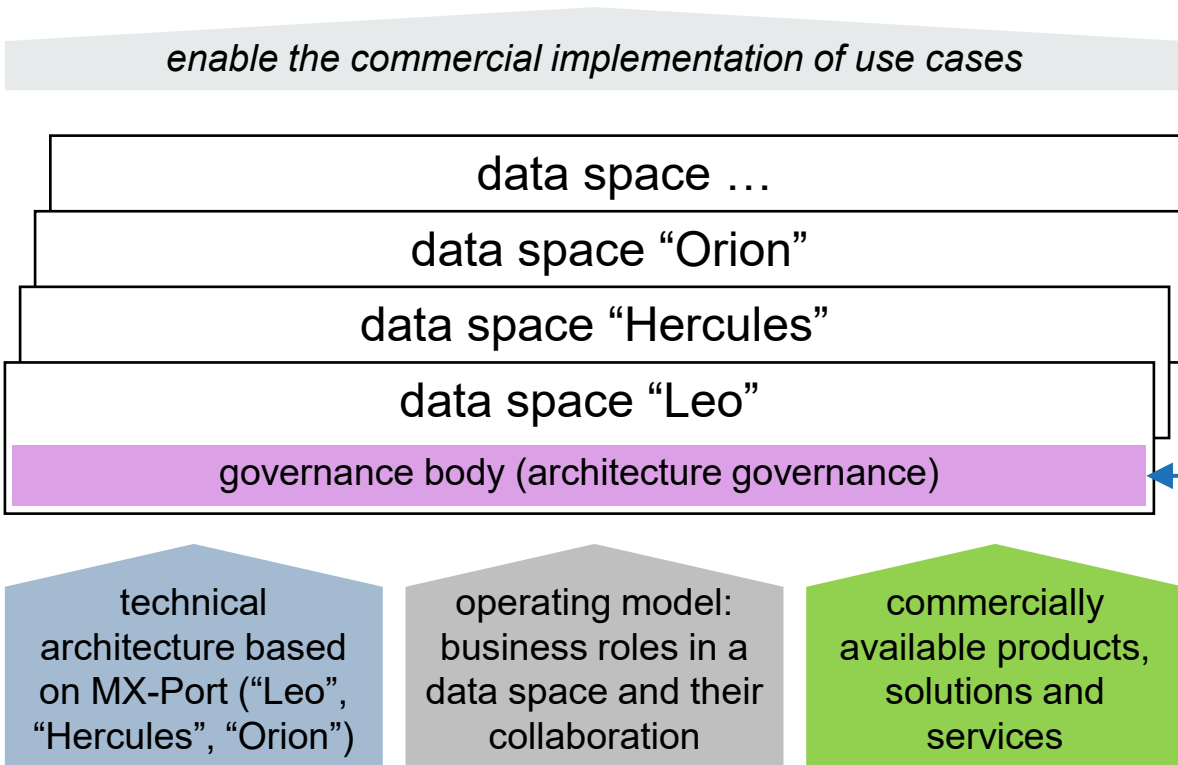 enable the commercial implementation of use cases
data space …
data space “Orion”
data space “Hercules”
data space “Leo”
governance body (architecture governance)
technical
architecture based
on MX-Port (“Leo”,
“Hercules”, “Orion”)
operating model:
business roles in a
data space and their
collaboration
commercially
available products,
solutions and
services